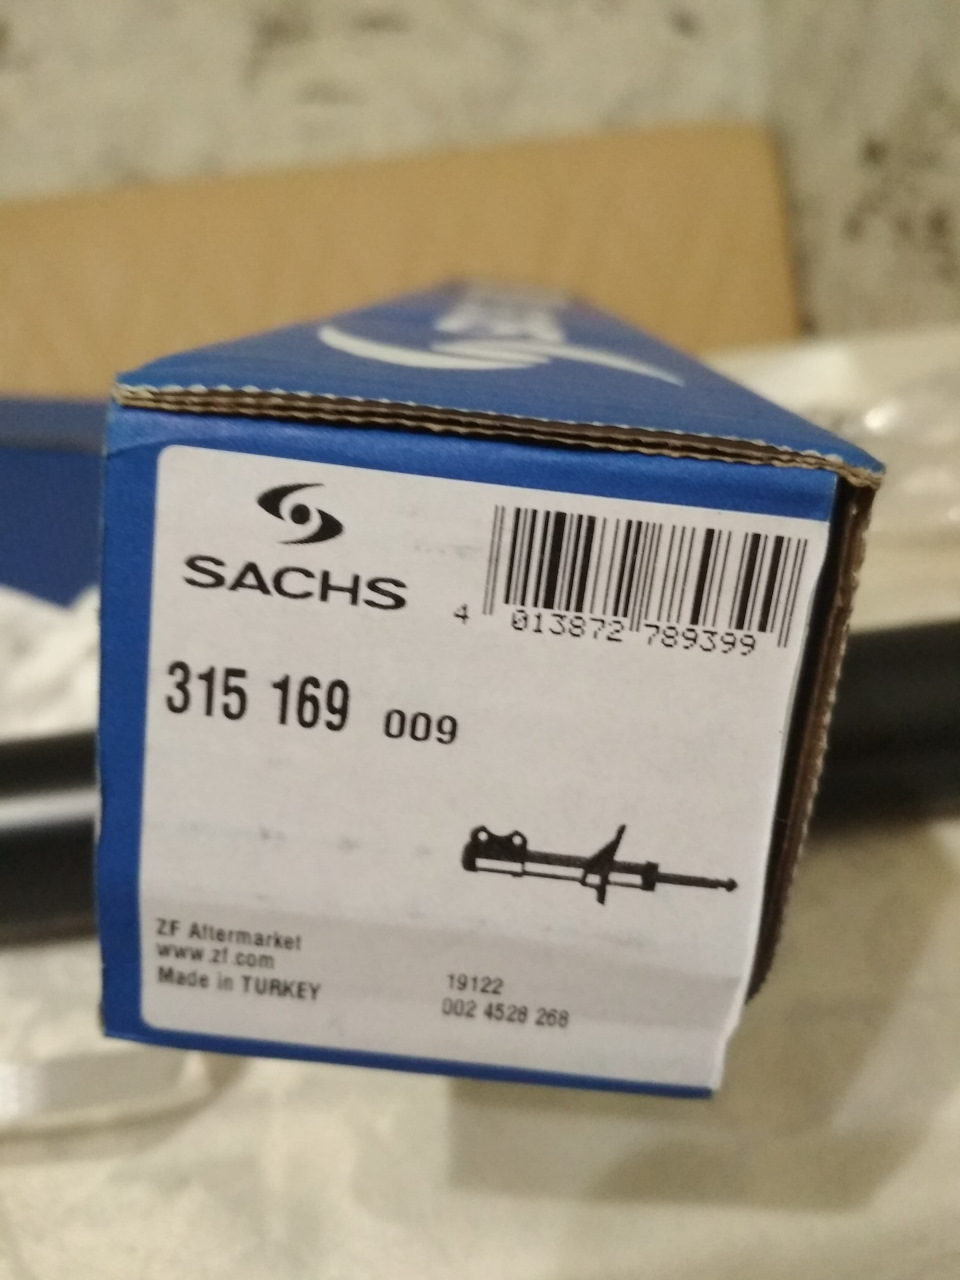 SACHS
SACHS
4 013872 789399
315 169 009
ZF Aftermarket
www.zf.com
Made in TURKEY
19122
002 4528 268